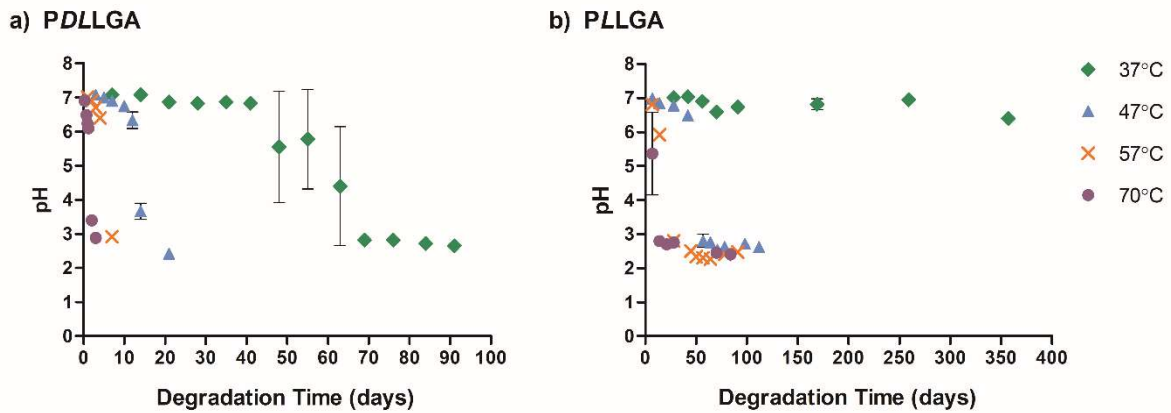 a) PDLLGA
8
7
6
5
4
3
2
1
0
pH
0 10 20 30 40 50 60 70 80 90 100
Degradation Time (days)
b) PLLGA
8
7
6
5
4
3
2
1
0
pH
0 50 100 150 200 250 300 350 400
Degradation Time (days)
37°C
47°C
57°C
70°C